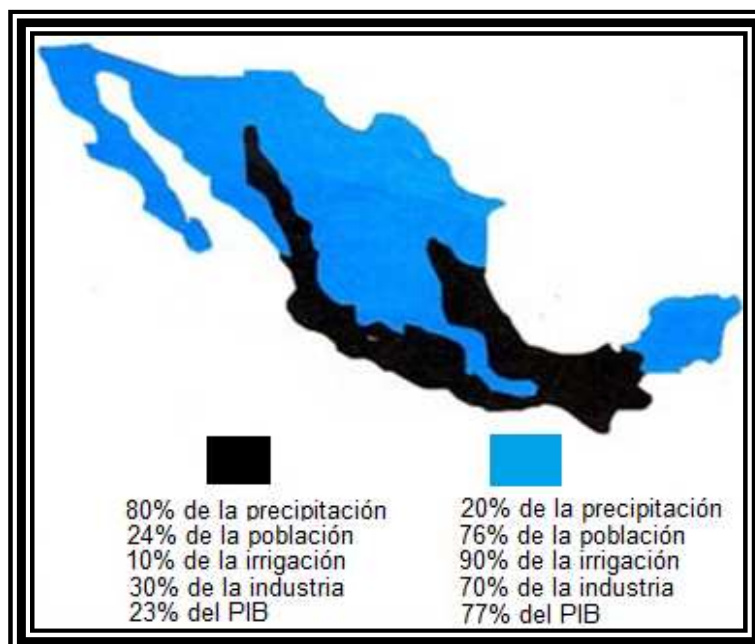 80% de la precipitación
24% de la población
10% de la irrigación
30% de la industria
23% del PIB
20% de la precipitación
76% de la población
90% de la irrigación
70% de la industria
77% del PIB